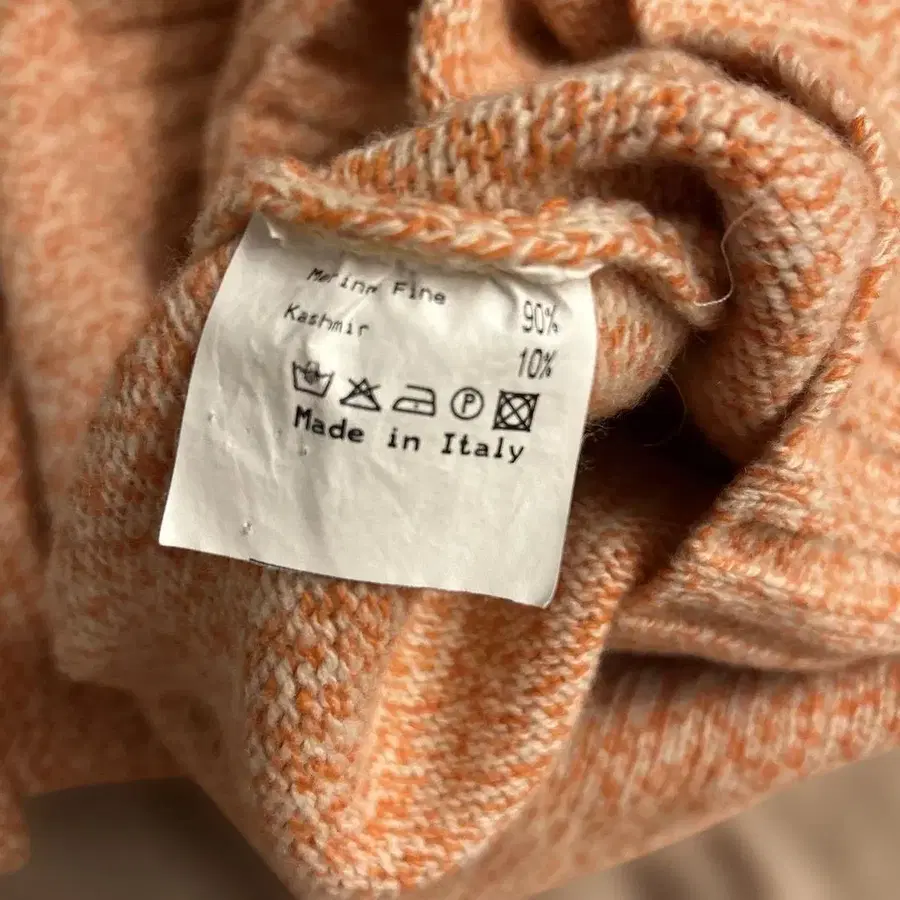 Merino Fine 90%
Kashmir 10%
P
Made in Italy